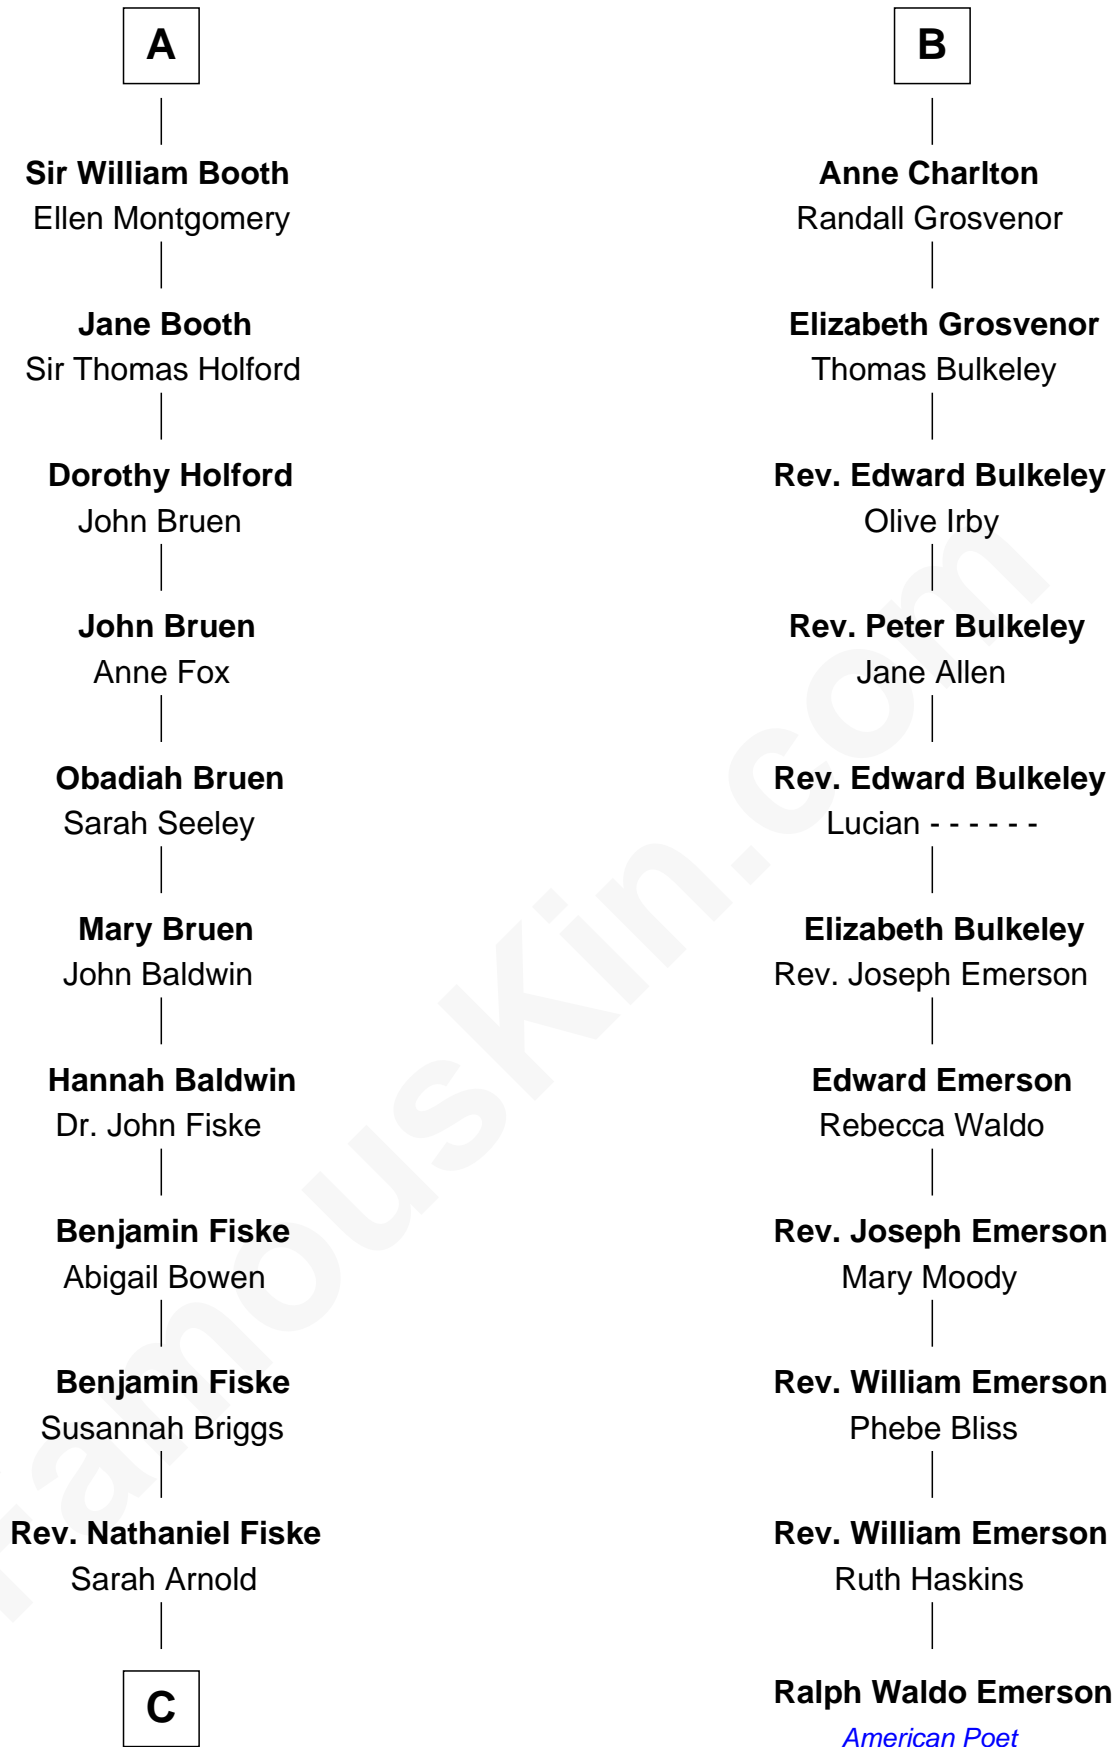 A
Sir William Booth
Ellen Montgomery
Jane Booth
Sir Thomas Holford
Dorothy Holford
John Bruen
John Bruen
Anne Fox
Obadiah Bruen
Sarah Seeley
Mary Bruen
John Baldwin
Hannah Baldwin
Dr. John Fiske
Benjamin Fiske
Abigail Bowen
Benjamin Fiske
Susannah Briggs
Rev. Nathaniel Fiske
Sarah Arnold
C
B
Anne Charlton
Randall Grosvenor
Elizabeth Grosvenor
Thomas Bulkeley
Rev. Edward Bulkeley
Olive Irby
Rev. Peter Bulkeley
Jane Allen
Rev. Edward Bulkeley
Lucian - - - - - -
Elizabeth Bulkeley
Rev. Joseph Emerson
Edward Emerson
Rebecca Waldo
Rev. Joseph Emerson
Mary Moody
Rev. William Emerson
Phebe Bliss
Rev. William Emerson
Ruth Haskins
Ralph Waldo Emerson
American Poet
FamousKin.com